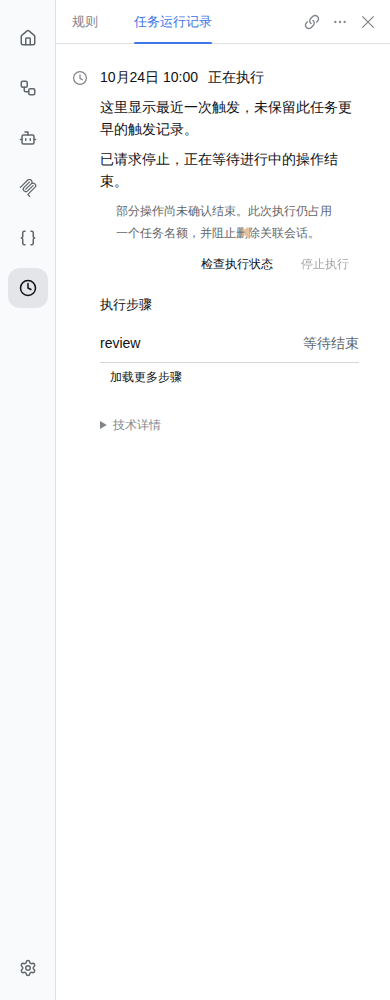 规则
任务运行记录
10月24日 10:00 正在执行
这里显示最近一次触发，未保留此任务更
早的触发记录。
已请求停止，正在等待进行中的操作结
束。
部分操作尚未确认结束。此次执行仍占用
一个任务名额，并阻止删除关联会话。
检查执行状态 停止执行
执行步骤
review 等待结束
加载更多步骤
技术详情